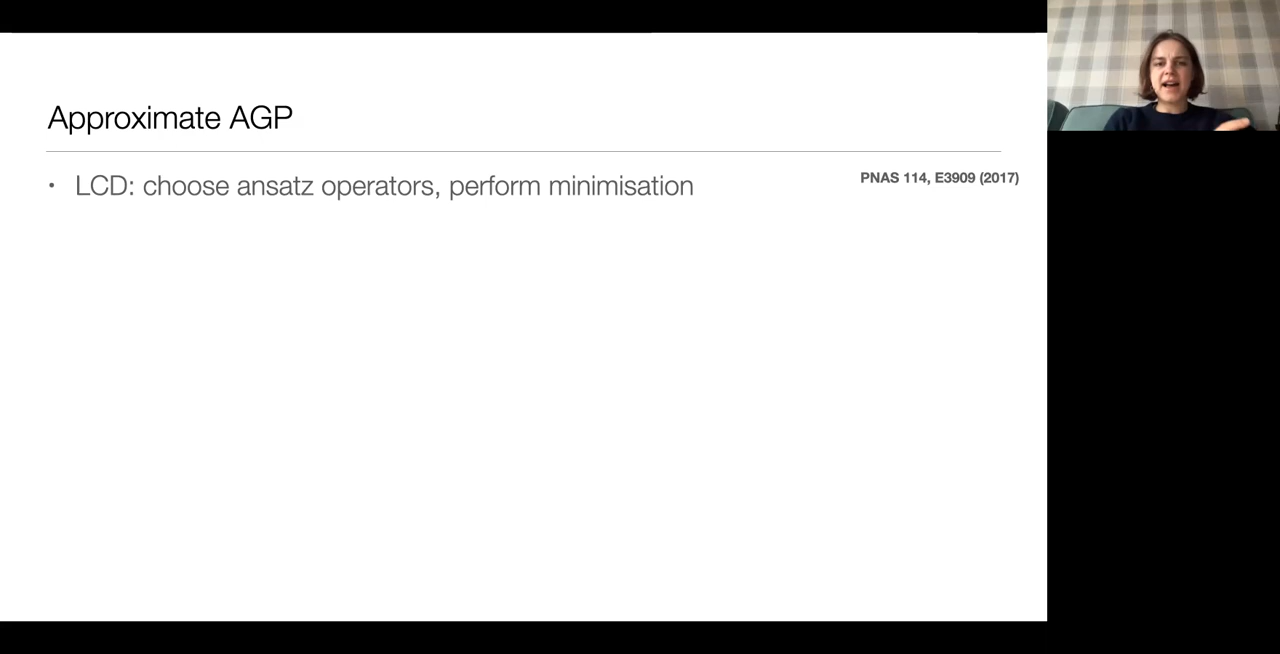 Approximate AGP
• LCD: choose ansatz operators, perform minimisation
PNAS 114, E3909 (2017)